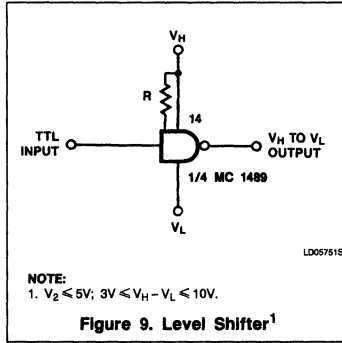 VH
R
14
TTL
INPUT
VH TO VL
OUTPUT
1/4 MC 1489
VL
LD05751S
NOTE:
1. V2 ≤ 5V; 3V ≤ VH – VL ≤ 10V.
Figure 9. Level Shifter1